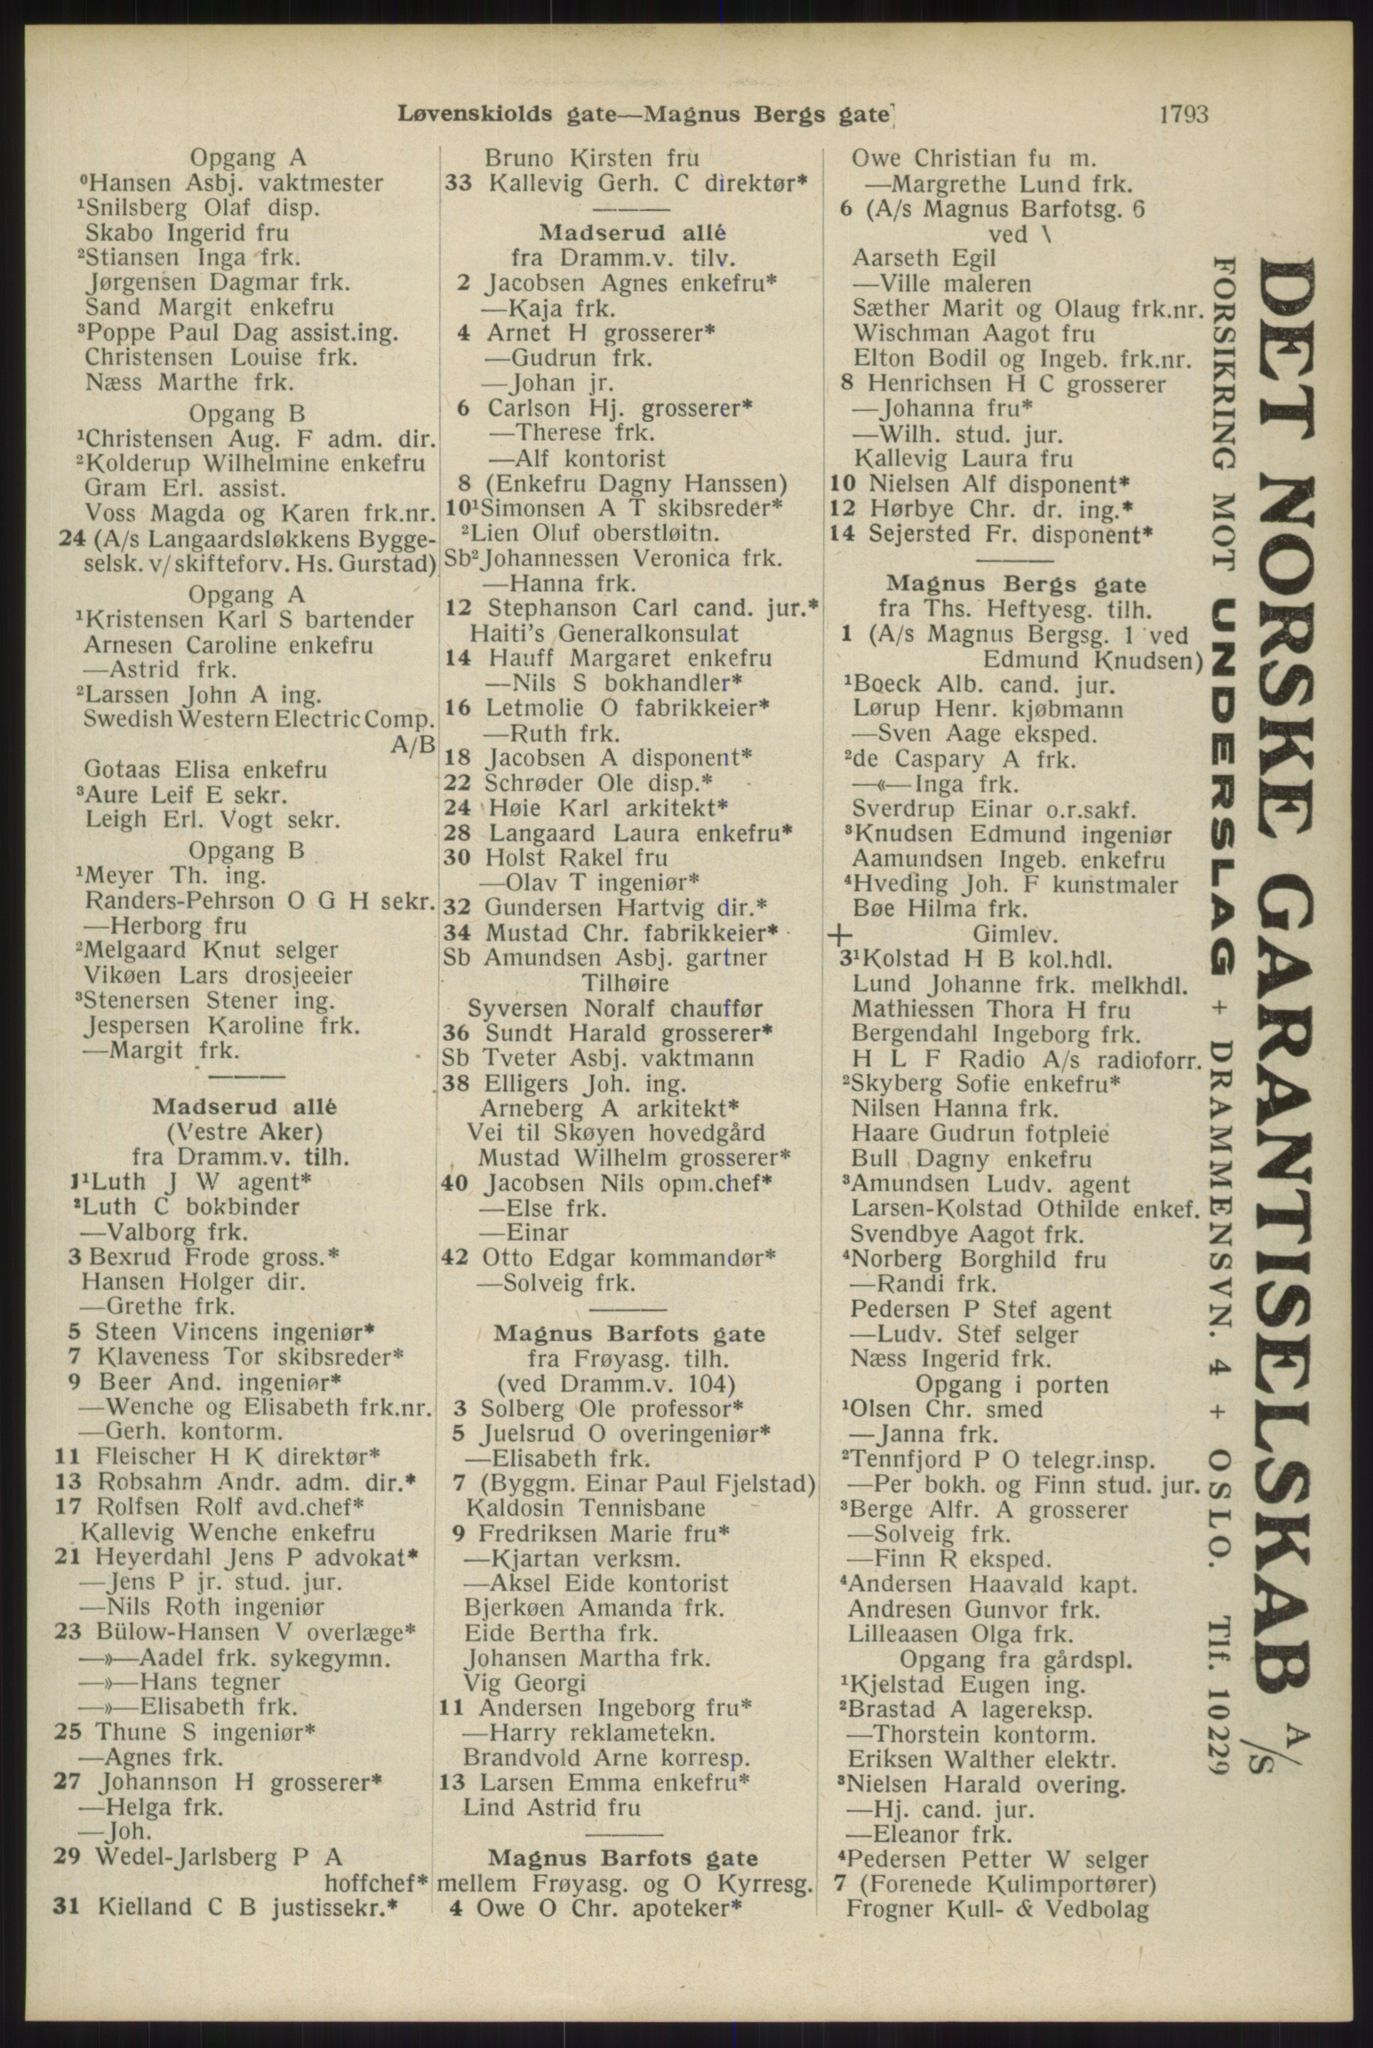 Løvenskiolds gate—Magnus Bergs gate
1793
Opgang A
⁰Hansen Asbj. vaktmester
¹Snilsberg Olaf disp.
Skabo Ingerid fru
²Stiansen Inga frk.
Jørgensen Dagmar frk.
Sand Margit enkefru
³Poppe Paul Dag assist.ing.
Christensen Louise frk.
Næss Marthe frk.
Opgang B
¹Christensen Aug. F adm. dir.
²Kolderup Wilhelmine enkefru
Gram Erl. assist.
Voss Magda og Karen frk.nr.
24 (A/s Langaardsløkkens Bygge-
selsk. v/skifteforv. Hs. Gurstad)
Opgang A
¹Kristensen Karl S bartender
Arnesen Caroline enkefru
—Astrid frk.
²Larssen John A ing.
Swedish Western Electric Comp.
A/B
Gotaas Elisa enkefru
³Aure Leif E sekr.
Leigh Erl. Vogt sekr.
Opgang B
¹Meyer Th. ing.
Randers-Pehrson O G H sekr.
—Herborg fru
²Melgaard Knut selger
Vikøen Lars drosjeeier
³Stenersen Stener ing.
Jespersen Karoline frk.
—Margit frk.
Madserud allé
(Vestre Aker)
fra Dramm.v. tilh.
1¹Luth J W agent*
²Luth C bokbinder
—Valborg frk.
3 Bexrud Frode gross.*
Hansen Holger dir.
—Grethe frk.
5 Steen Vincens ingeniør*
7 Klaveness Tor skibsreder*
9 Beer And. ingeniør*
—Wenche og Elisabeth frk.nr.
—Gerh. kontorm.
11 Fleischer H K direktør*
13 Robsahm Andr. adm. dir.*
17 Rolfsen Rolf avd.chef*
Kallevig Wenche enkefru
21 Heyerdahl Jens P advokat*
—Jens P jr. stud. jur.
—Nils Roth ingeniør
23 Bülow-Hansen V overlæge*
—»—Aadel frk. sykegymn.
—»—Hans tegner
—»—Elisabeth frk.
25 Thune S ingeniør*
—Agnes frk.
27 Johannson H grosserer*
—Helga frk.
—Joh.
29 Wedel-Jarlsberg P A
hoffchef*
31 Kielland C B justissekr.*
Bruno Kirsten fru
33 Kallevig Gerh. C direktør*
Madserud allé
fra Dramm.v. tilv.
2 Jacobsen Agnes enkefru*
—Kaja frk.
4 Arnet H grosserer*
—Gudrun frk.
—Johan jr.
6 Carlson Hj. grosserer*
—Therese frk.
—Alf kontorist
8 (Enkefru Dagny Hanssen)
10¹Simonsen A T skibsreder*
²Lien Oluf oberstløitn.
Sb²Johannessen Veronica frk.
—Hanna frk.
12 Stephanson Carl cand. jur.*
Haiti's Generalkonsulat
14 Hauff Margaret enkefru
—Nils S bokhandler*
16 Letmolie O fabrikkeier*
—Ruth frk.
18 Jacobsen A disponent*
22 Schrøder Ole disp.*
24 Høie Karl arkitekt*
28 Langaard Laura enkefru*
30 Holst Rakel fru
—Olav T ingeniør*
32 Gundersen Hartvig dir.*
34 Mustad Chr. fabrikkeier*
Sb Amundsen Asbj. gartner
Tilhøire
Syversen Noralf chauffør
36 Sundt Harald grosserer*
Sb Tveter Asbj. vaktmann
38 Elligers Joh. ing.
Arneberg A arkitekt*
Vei til Skøyen hovedgård
Mustad Wilhelm grosserer*
40 Jacobsen Nils opm.chef*
—Else frk.
—Einar
42 Otto Edgar kommandør*
—Solveig frk.
Magnus Barfots gate
fra Frøyasg. tilh.
(ved Dramm.v. 104)
3 Solberg Ole professor*
5 Juelsrud O overingeniør*
—Elisabeth frk.
7 (Byggm. Einar Paul Fjelstad)
Kaldosin Tennisbane
9 Fredriksen Marie fru*
—Kjartan verksm.
—Aksel Eide kontorist
Bjerkøen Amanda frk.
Eide Bertha frk.
Johansen Martha frk.
Vig Georgi
11 Andersen Ingeborg fru*
—Harry reklametekn.
Brandvold Arne korresp.
13 Larsen Emma enkefru*
Lind Astrid fru
Magnus Barfots gate
mellem Frøyasg. og O Kyrresg.
4 Owe O Chr. apoteker*
Owe Christian fu m.
—Margrethe Lund frk.
6 (A/s Magnus Barfotsg. 6
ved \
Aarseth Egil
—Ville maleren
Sæther Marit og Olaug frk.nr.
Wischman Aagot fru
Elton Bodil og Ingeb. frk.nr.
8 Henrichsen H C grosserer
—Johanna fru*
—Wilh. stud. jur.
Kallevig Laura fru
10 Nielsen Alf disponent*
12 Hørbye Chr. dr. ing.*
14 Sejersted Fr. disponent*
Magnus Bergs gate
fra Ths. Heftyesg. tilh.
1 (A/s Magnus Bergsg. 1 ved
Edmund Knudsen)
¹Boeck Alb. cand. jur.
Lørup Henr. kjøbmann
—Sven Aage eksped.
²de Caspary A frk.
—«—Inga frk.
Sverdrup Einar o.r.sakf.
³Knudsen Edmund ingeniør
Aamundsen Ingeb. enkefru
⁴Hveding Joh. F kunstmaler
Bøe Hilma frk.
+ Gimlev.
3¹Kolstad H B kol.hdl.
Lund Johanne frk. melkhdl.
Mathiessen Thora H fru
Bergendahl Ingeborg frk.
H L F Radio A/s radioforr.
²Skyberg Sofie enkefru*
Nilsen Hanna frk.
Haare Gudrun fotpleie
Bull Dagny enkefru
³Amundsen Ludv. agent
Larsen-Kolstad Othilde enkef.
Svendbye Aagot frk.
⁴Norberg Borghild fru
—Randi frk.
Pedersen P Stef agent
—Ludv. Stef selger
Næss Ingerid frk.
Opgang i porten
¹Olsen Chr. smed
—Janna frk.
²Tennfjord P O telegr.insp.
—Per bokh. og Finn stud. jur.
³Berge Alfr. A grosserer
—Solveig frk.
—Finn R eksped.
⁴Andersen Haavald kapt.
Andresen Gunvor frk.
Lilleaasen Olga frk.
Opgang fra gårdspl.
¹Kjelstad Eugen ing.
²Brastad A lagereksp.
—Thorstein kontorm.
Eriksen Walther elektr.
³Nielsen Harald overing.
—Hj. cand. jur.
—Eleanor frk.
⁴Pedersen Petter W selger
7 (Forenede Kulimportører)
Frogner Kull- & Vedbolag
DET NORSKE GARANTISELSKAB A/S
FORSIKRING MOT UNDERSLAG + DRAMMENSVN. 4 + OSLO. Tlf. 10229